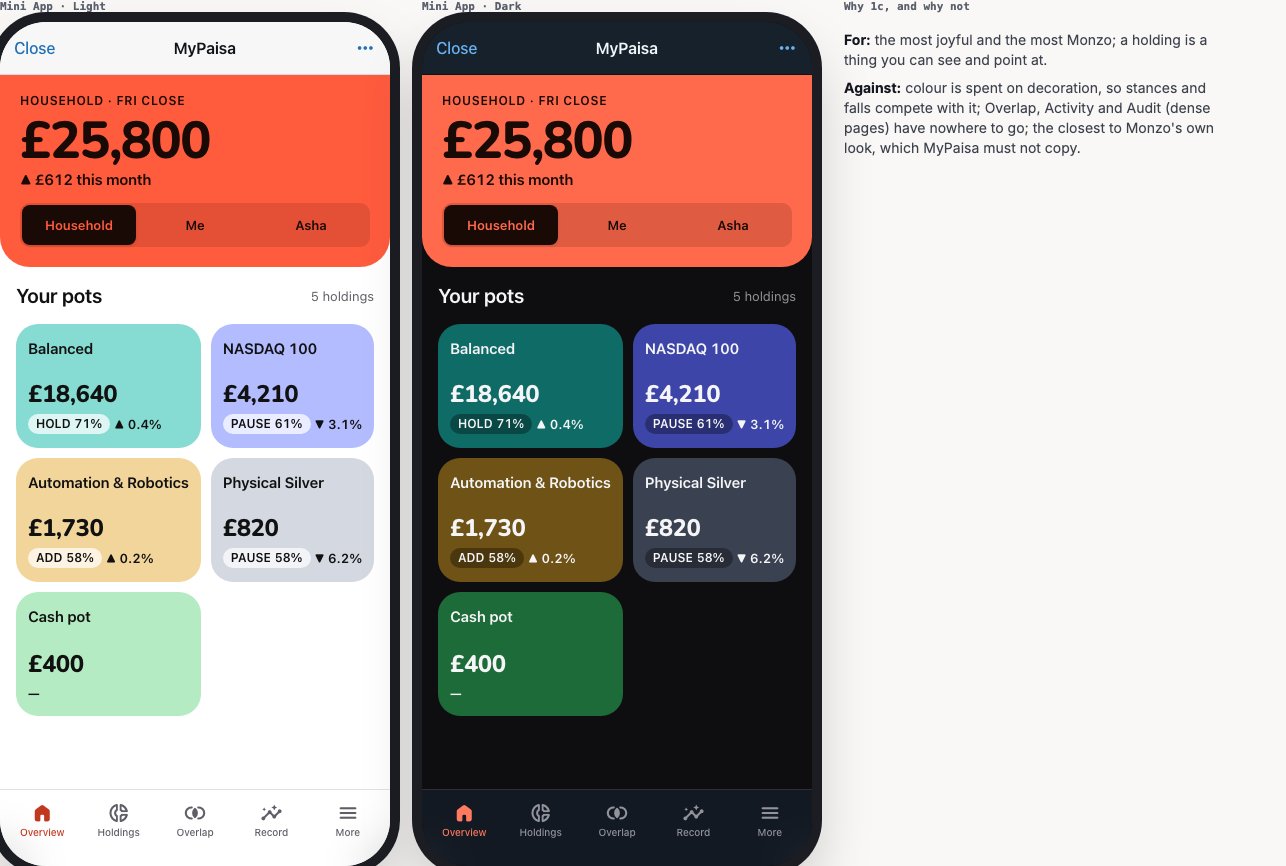 Mini App · Light
Close
MyPaisa
•••
HOUSEHOLD · FRI CLOSE
£25,800
▲ £612 this month
Household
Me
Asha
Your pots
5 holdings
Balanced
£18,640
HOLD 71% ▲ 0.4%
NASDAQ 100
£4,210
PAUSE 61% ▼ 3.1%
Automation & Robotics
£1,730
ADD 58% ▲ 0.2%
Physical Silver
£820
PAUSE 58% ▼ 6.2%
Cash pot
£400
–
Overview
Holdings
Overlap
Record
More
Mini App · Dark
Close
MyPaisa
•••
HOUSEHOLD · FRI CLOSE
£25,800
▲ £612 this month
Household
Me
Asha
Your pots
5 holdings
Balanced
£18,640
HOLD 71% ▲ 0.4%
NASDAQ 100
£4,210
PAUSE 61% ▼ 3.1%
Automation & Robotics
£1,730
ADD 58% ▲ 0.2%
Physical Silver
£820
PAUSE 58% ▼ 6.2%
Cash pot
£400
–
Overview
Holdings
Overlap
Record
More
Why 1c, and why not
For: the most joyful and the most Monzo; a holding is a
thing you can see and point at.
Against: colour is spent on decoration, so stances and
falls compete with it; Overlap, Activity and Audit (dense
pages) have nowhere to go; the closest to Monzo's own
look, which MyPaisa must not copy.